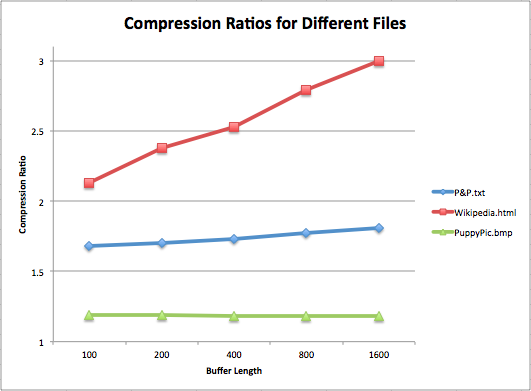 Compression Ratios for Different Files
3
2.5
2
1.5
1
Compression Ratio
100 200 400 800 1600
Buffer Length
P&P.txt
Wikipedia.html
PuppyPic.bmp